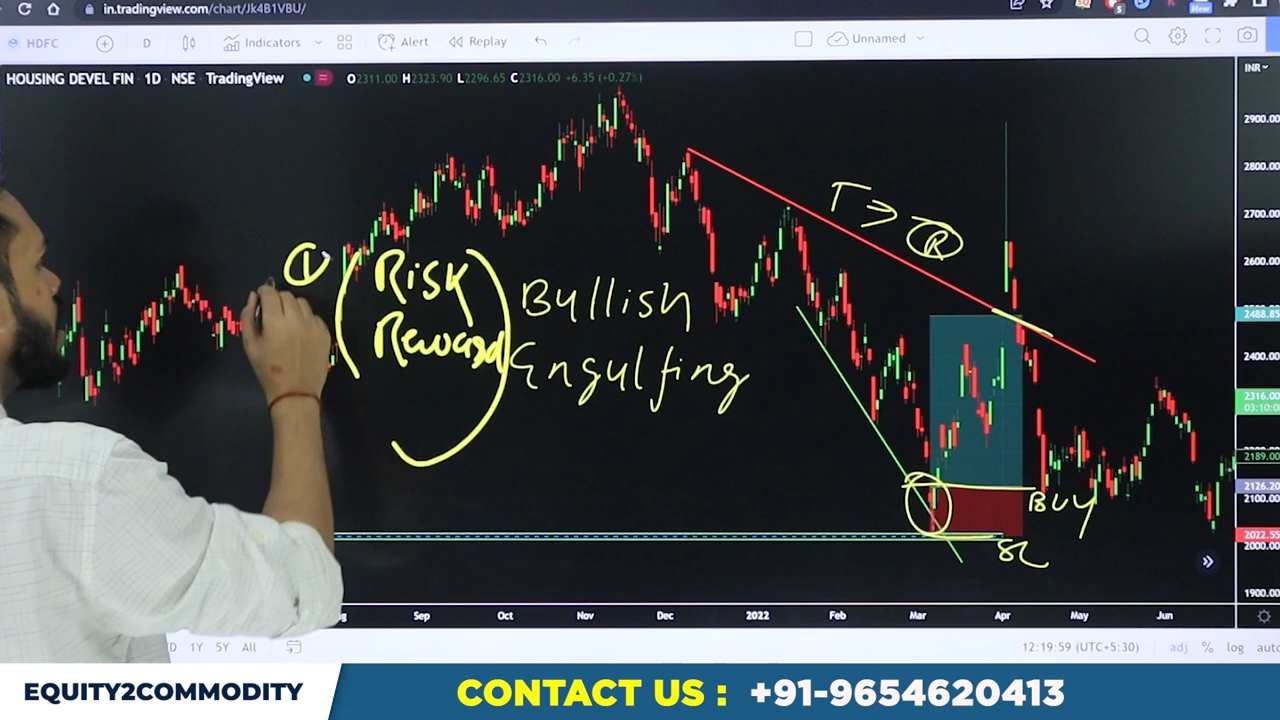 in.tradingview.com/chart/Jk4B1VBU/
New
HDFC
D
Indicators
Alert
Replay
Unnamed
HOUSING DEVEL FIN 1D NSE TradingView
O2311.00 H2323.90 L2296.65 C2316.00 +6.35 (+0.27%)
INR
2900.00
2800.00
2700.00
2600.00
2488.85
2400.00
2316.00
03:10:0
2189.00
2126.20
2100.00
2022.55
2000.00
1900.00
T → R
1
Risk
Reward
Bullish
Engulfing
BUY
SL
Sep Oct Nov Dec 2022 Feb Mar Apr May Jun
1Y 5Y All
12:19:59 (UTC+5:30)
adj % log auto
EQUITY2COMMODITY
CONTACT US : +91-9654620413